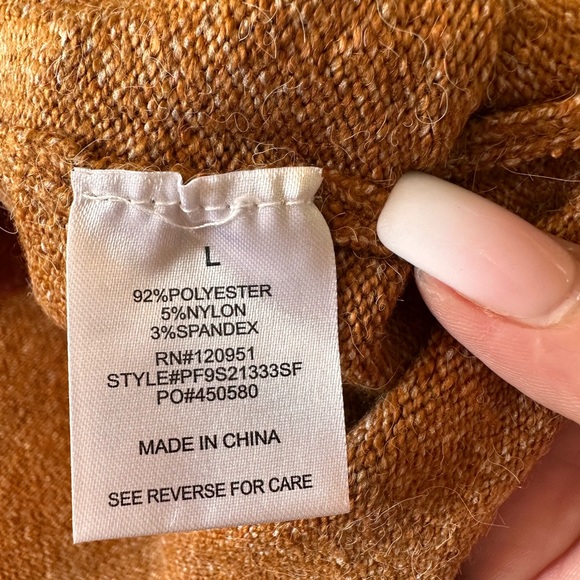 L
92%POLYESTER
5%NYLON
3%SPANDEX
RN#120951
STYLE#PF9S21333SF
PO#450580
MADE IN CHINA
SEE REVERSE FOR CARE